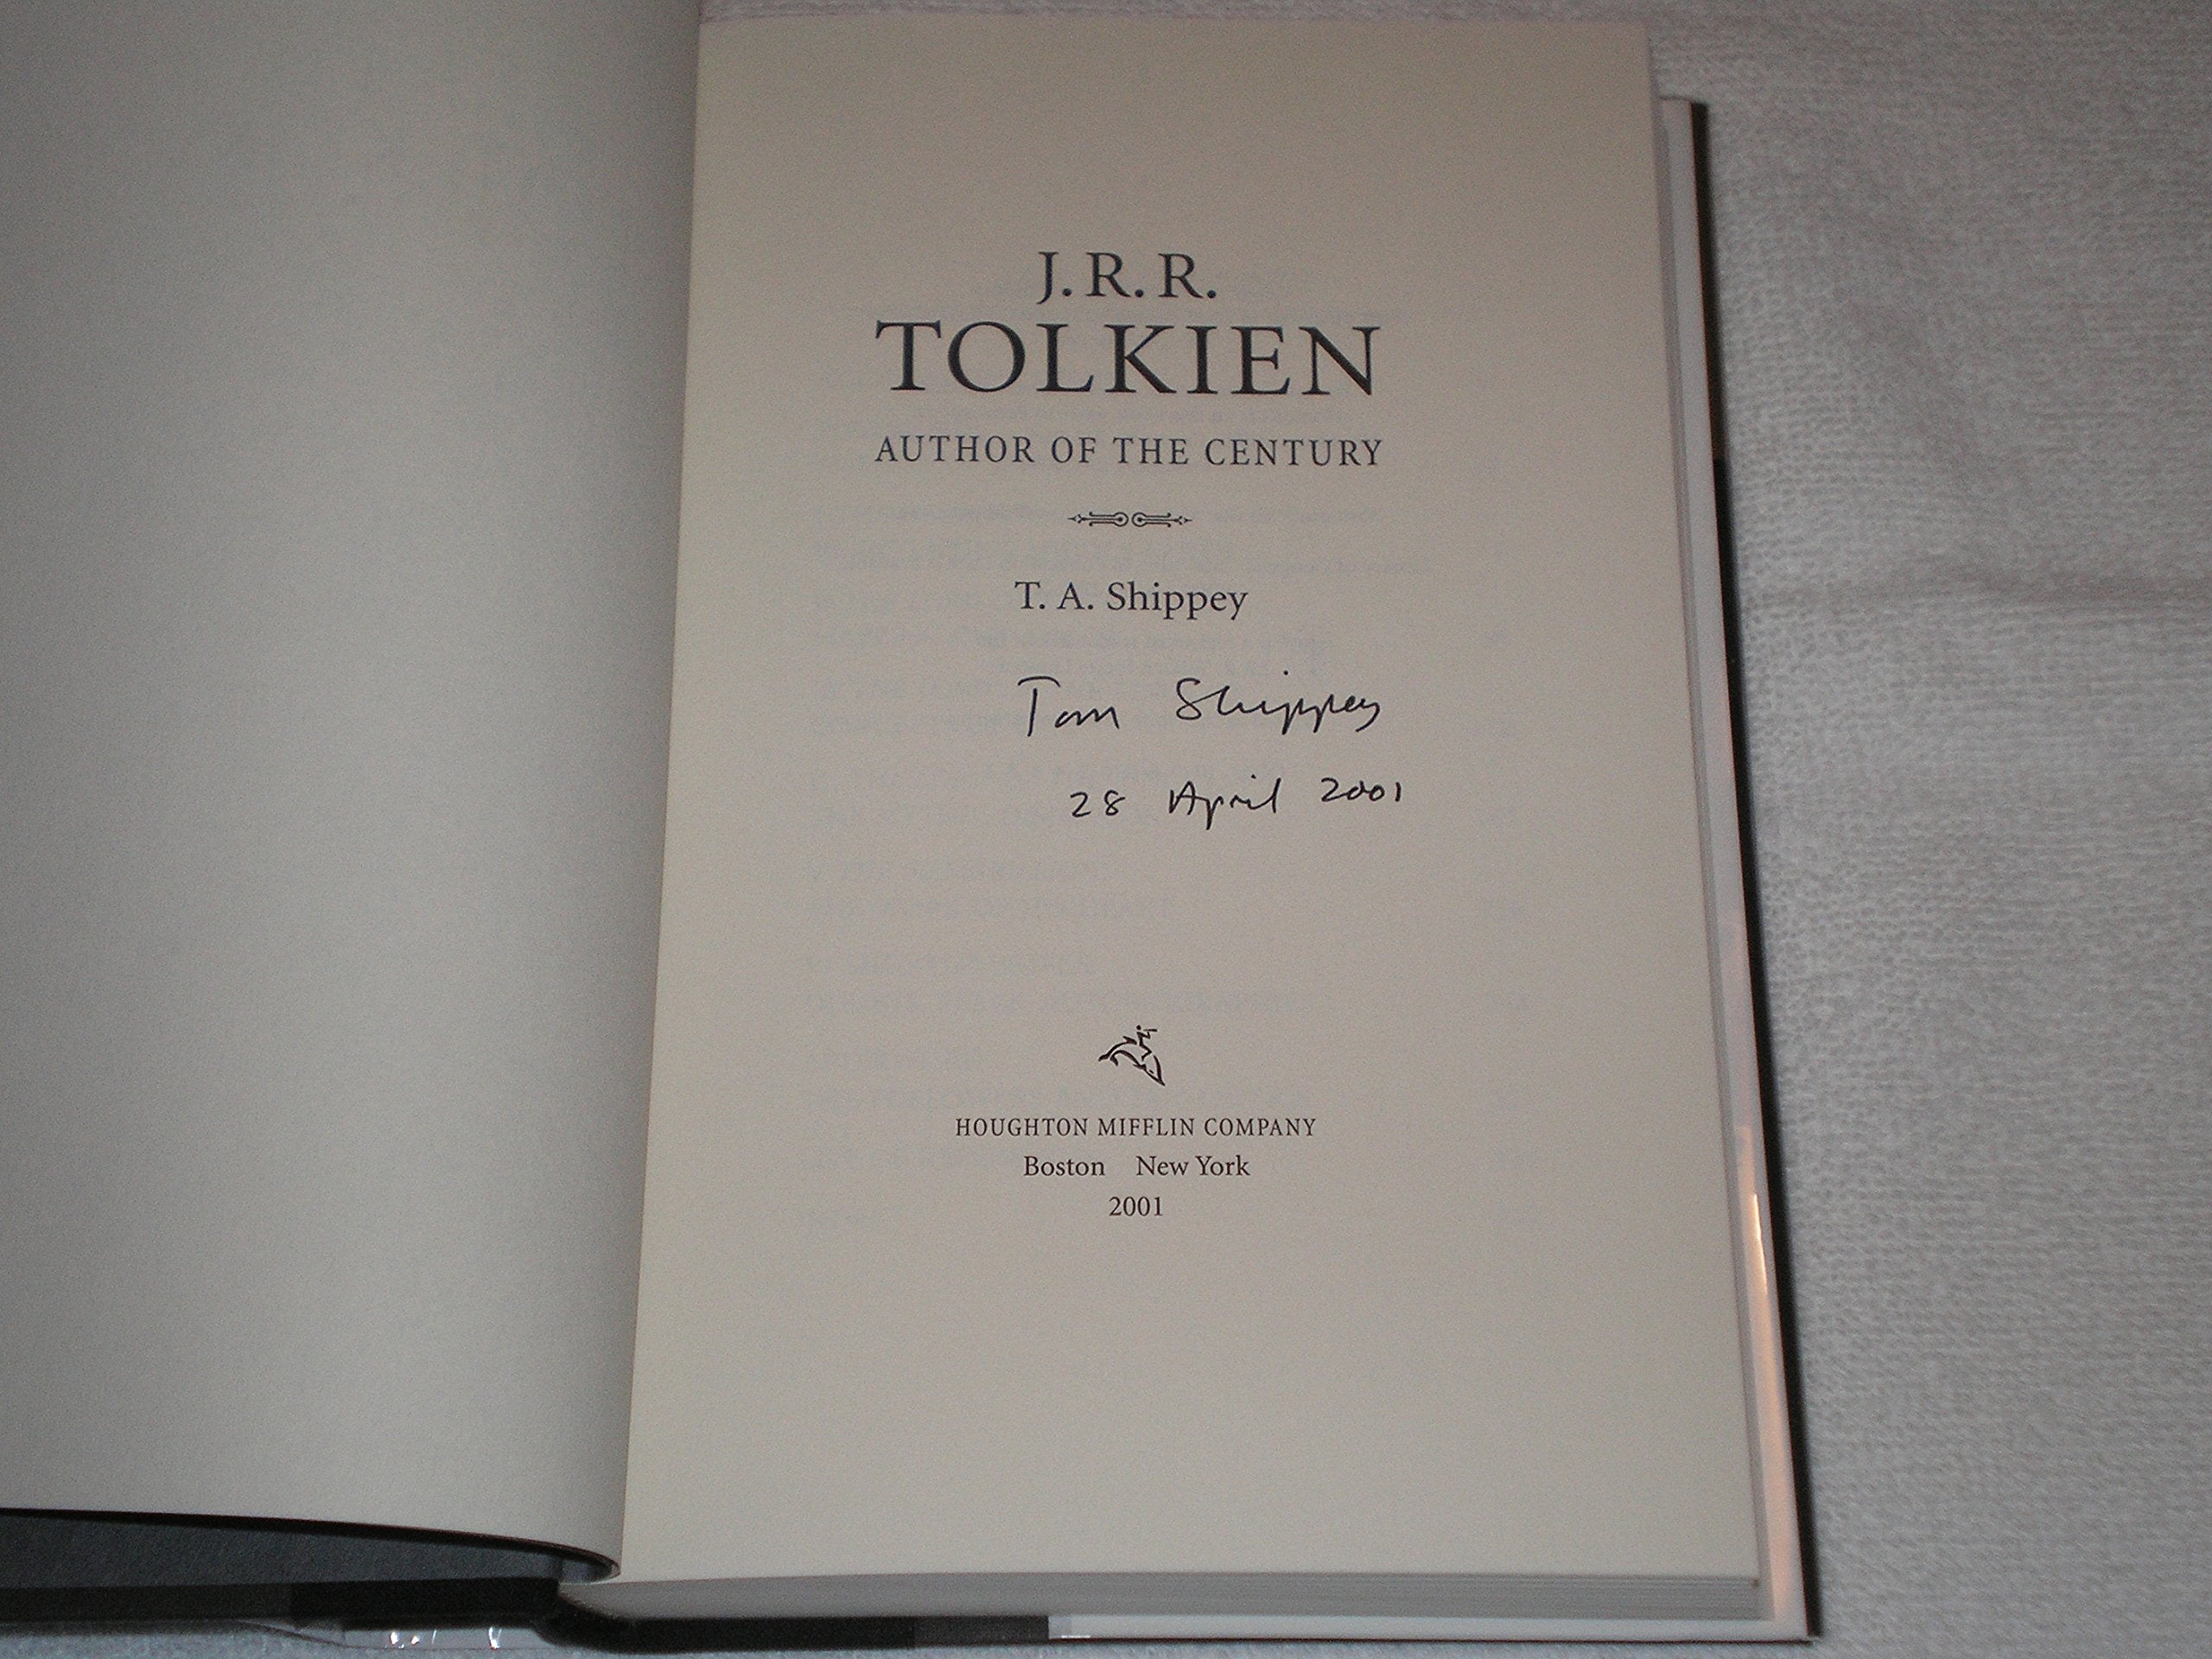 J.R.R.
TOLKIEN
AUTHOR OF THE CENTURY
T. A. Shippey
Tom Shippey
28 April 2001
HOUGHTON MIFFLIN COMPANY
Boston New York
2001